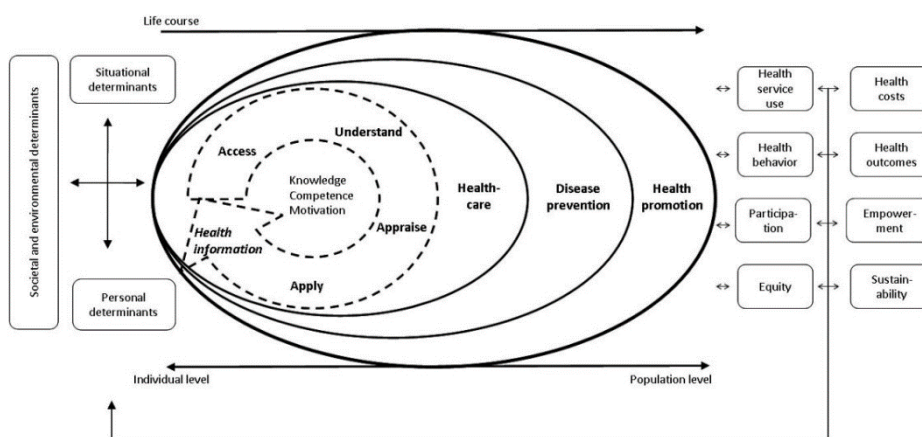 Life course
Societal and environmental determinants
Situational
determinants
Personal
determinants
Access
Understand
Knowledge
Competence
Motivation
Health
information
Appraise
Apply
Health-
care
Disease
prevention
Health
promotion
Individual level
Population level
Health
service
use
Health
costs
Health
behavior
Health
outcomes
Participa-
tion
Empower-
ment
Equity
Sustain-
ability